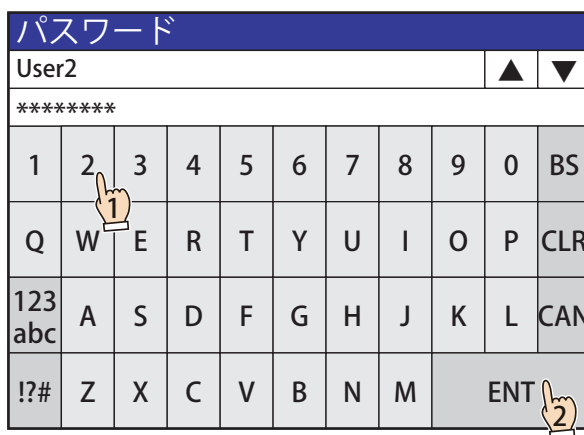 パスワード
User2 ▲ ▼
********
1 2 3 4 5 6 7 8 9 0 BS
1
Q W E R T Y U I O P CLR
123 abc A S D F G H J K L CAN
!?# Z X C V B N M ENT
2